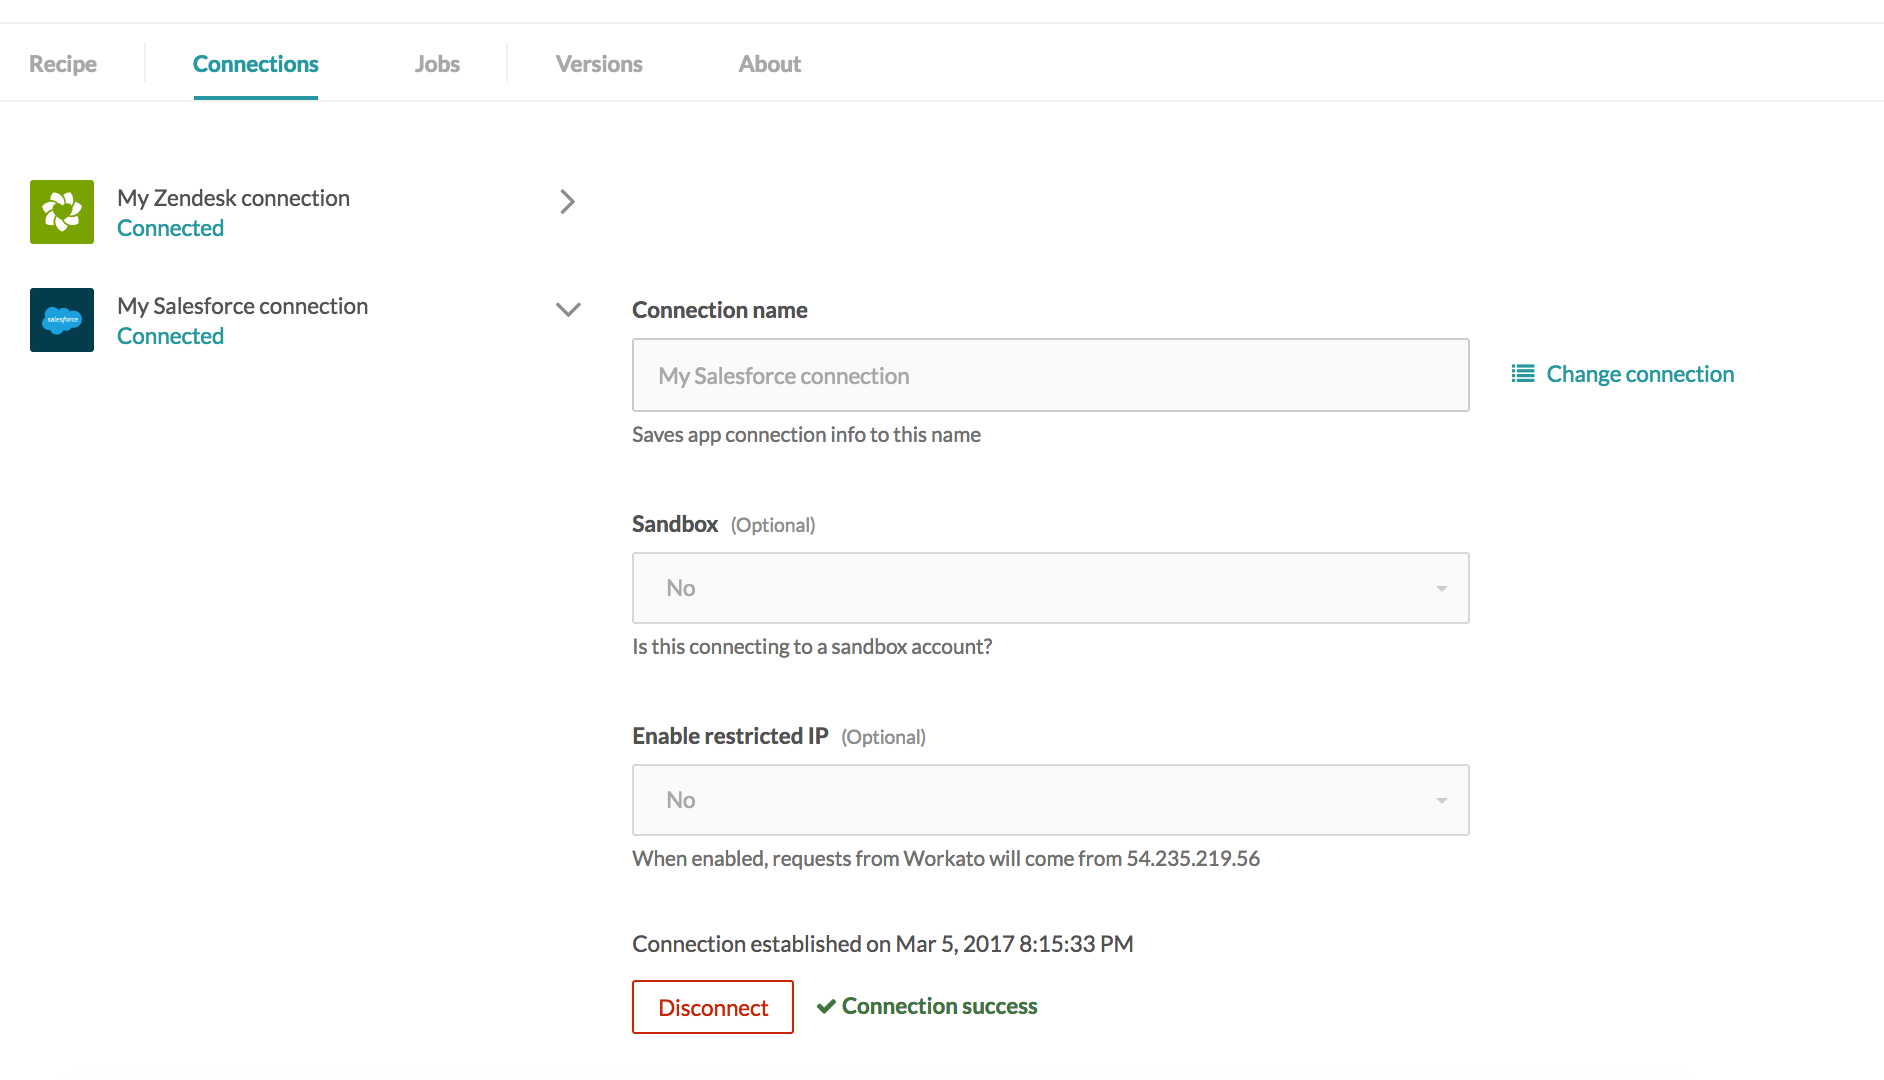 Recipe Connections Jobs Versions About
My Zendesk connection
Connected
salesforce
My Salesforce connection
Connected
Connection name
My Salesforce connection
Change connection
Saves app connection info to this name
Sandbox (Optional)
No
Is this connecting to a sandbox account?
Enable restricted IP (Optional)
No
When enabled, requests from Workato will come from 54.235.219.56
Connection established on Mar 5, 2017 8:15:33 PM
Disconnect
Connection success